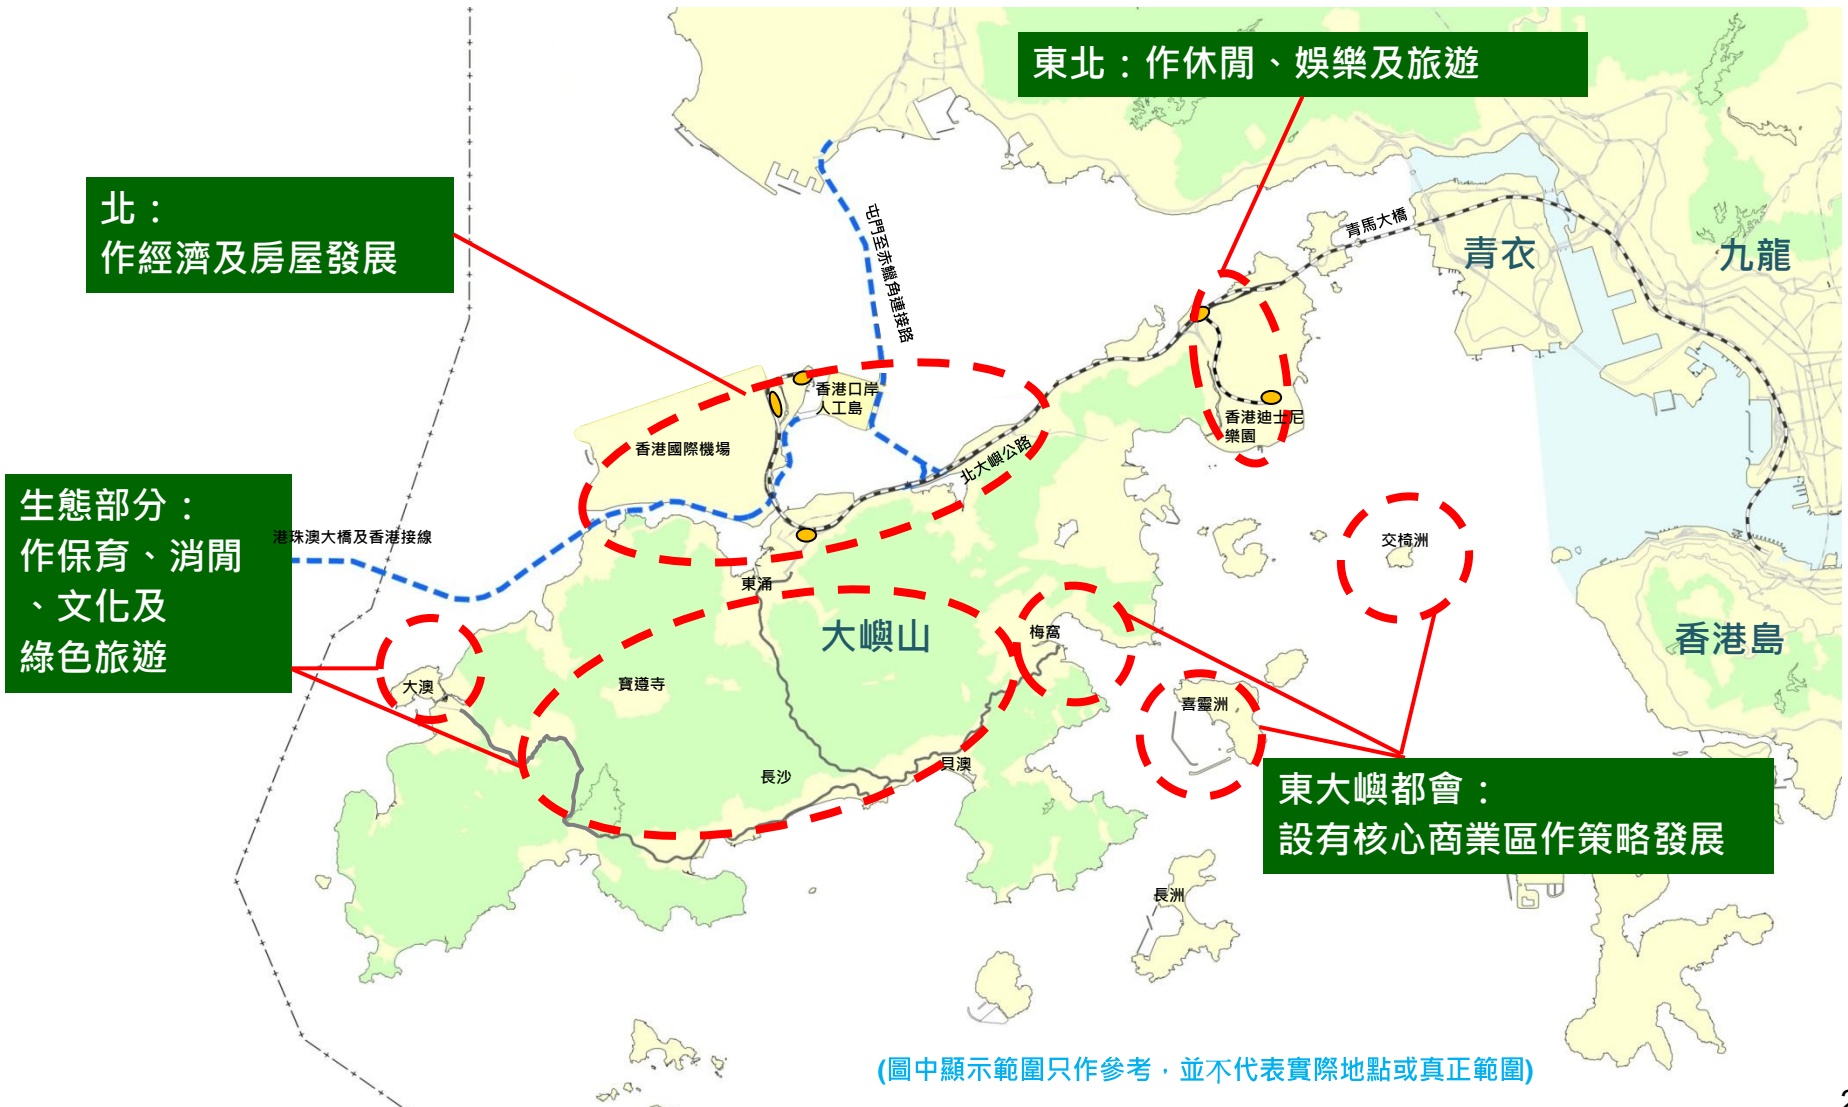 東北：作休閒、娛樂及旅遊
北：
作經濟及房屋發展
屯門至赤鱲角連接路
青馬大橋
青衣
九龍
香港口岸
人工島
香港國際機場
北大嶼公路
香港迪士尼
樂園
生態部分：
作保育、消閒
、文化及
綠色旅遊
港珠澳大橋及香港接線
交椅洲
東涌
大嶼山
梅窩
香港島
大澳
寶蓮寺
喜靈洲
長沙
貝澳
東大嶼都會：
設有核心商業區作策略發展
長洲
(圖中顯示範圍只作參考，並不代表實際地點或真正範圍)